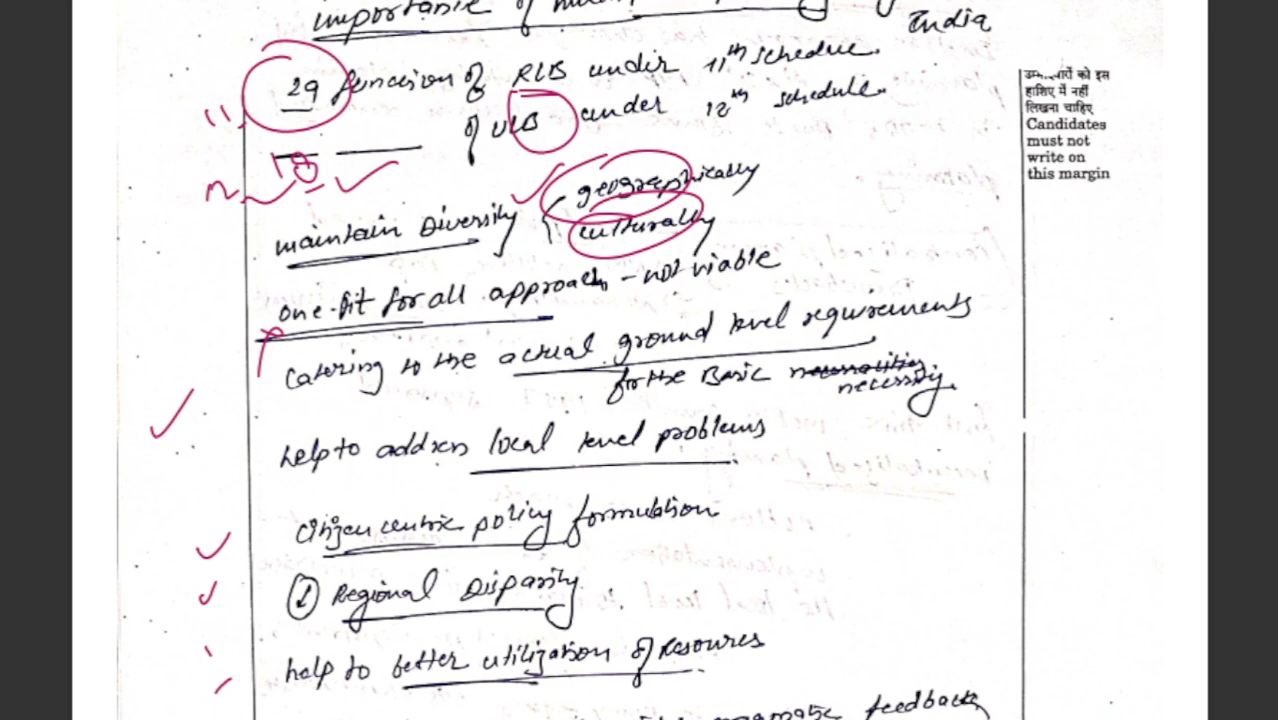 importance of
India
29 function of RLB under 11th schedule.
18 of ULB under 12th schedule.
maintain Diversity
geographically
culturally
one-fit for all approach - not viable
Catering to the actual ground level requirements
for the Basic necessity.
help to address local level problems
citizen centric policy formulation
Regional Disparity
help to better utilization of resources
feedback
उम्मीदवारों को इस
हाशिए में नहीं
लिखना चाहिए
Candidates
must not
write on
this margin